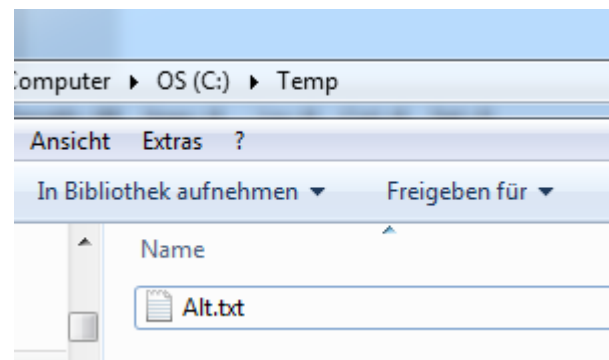 Computer ▸ OS (C:) ▸ Temp
Ansicht Extras ?
In Bibliothek aufnehmen ▾ Freigeben für ▾
Name
Alt.txt